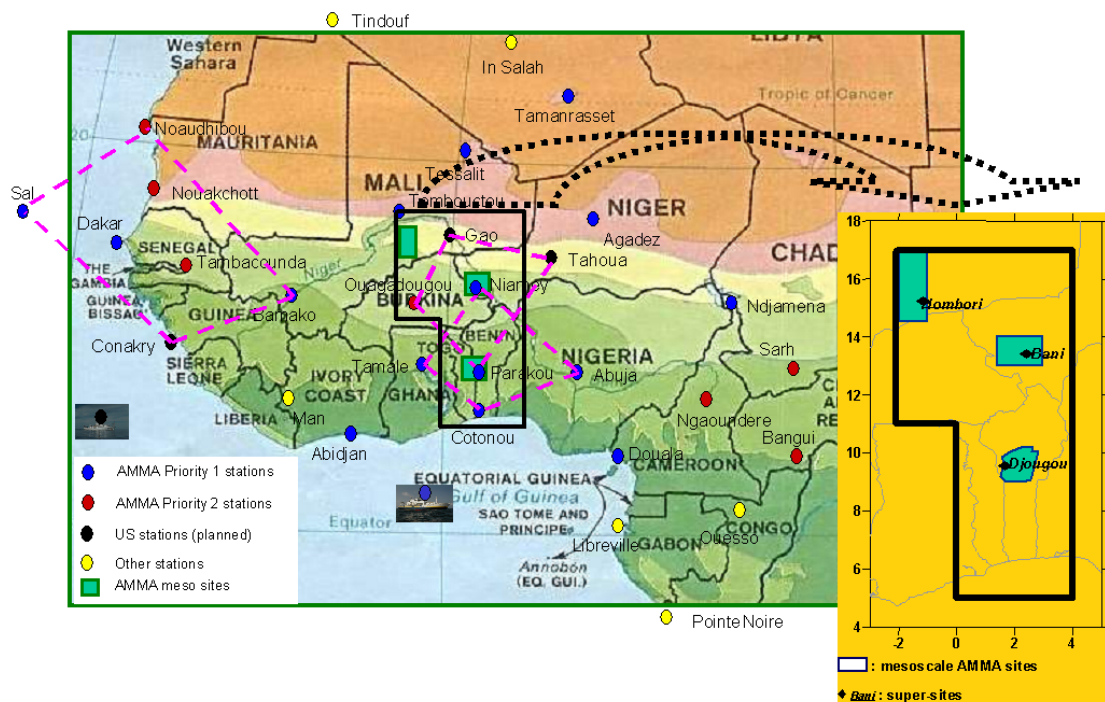 Tindouf
Western
Sahara
LIBYA
In Salah
Tamanrasset
Tropic of Cancer
20
Noaudhibou
MAURITANIA
Tessalit
MALI
Tombouctou
Nouakchott
NIGER
Sal
Dakar
Gao
Agadez
CHAD
SENEGAL
Tambacounda
Tahoua
THE
GAMBIA
Niger
Ouagadougou
Niamey
GUINEA
BISSAU
GUINEA
Bamako
BURKINA
Ndjamena
Conakry
(BENIN)
TOGO
NIGERIA
Sarh
SIERRA
LEONE
Tamale
Parakou
Abuja
IVORY
COAST
GHANA
Ngaoundere
LIBERIA
Man
Cotonou
Bangui
Abidjan
Douala
CAMEROON
EQUATORIAL GUINEA
Gulf of Guinea
SAO TOME AND
PRINCIPE
Equator
Ouesso
CONGO
Libreville
GABON
Annobón
(EQ. GUI.)
Pointe Noire
AMMA Priority 1 stations
AMMA Priority 2 stations
US stations (planned)
Other stations
AMMA meso sites
18
16
Hombori
14
Bani
12
10
Djougou
8
6
4
-2 0 2 4
: mesoscale AMMA sites
Bani : super-sites